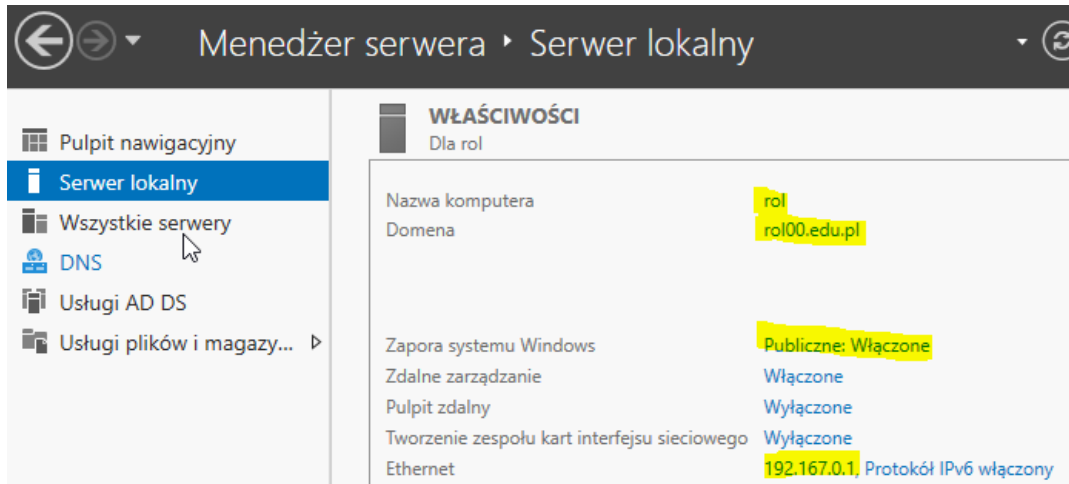 Menedżer serwera ‣ Serwer lokalny
Pulpit nawigacyjny
Serwer lokalny
Wszystkie serwery
DNS
Usługi AD DS
Usługi plików i magazy...
WŁAŚCIWOŚCI
Dla rol
Nazwa komputera rol
Domena rol00.edu.pl
Zapora systemu Windows Publiczne: Włączone
Zdalne zarządzanie Włączone
Pulpit zdalny Wyłączone
Tworzenie zespołu kart interfejsu sieciowego Wyłączone
Ethernet 192.167.0.1, Protokół IPv6 włączony